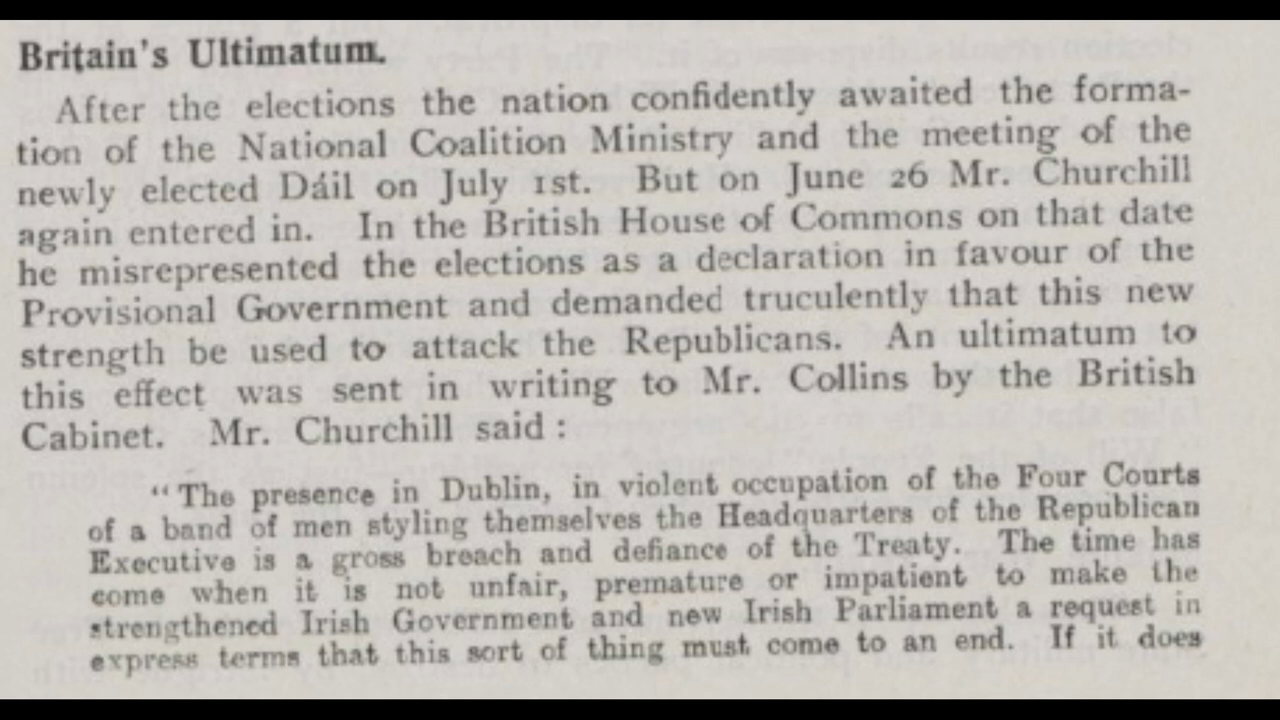 Britain's Ultimatum.
After the elections the nation confidently awaited the forma-
tion of the National Coalition Ministry and the meeting of the
newly elected Dáil on July 1st. But on June 26 Mr. Churchill
again entered in. In the British House of Commons on that date
he misrepresented the elections as a declaration in favour of the
Provisional Government and demanded truculently that this new
strength be used to attack the Republicans. An ultimatum to
this effect was sent in writing to Mr. Collins by the British
Cabinet. Mr. Churchill said :
“ The presence in Dublin, in violent occupation of the Four Courts
of a band of men styling themselves the Headquarters of the Republican
Executive is a gross breach and defiance of the Treaty. The time has
come when it is not unfair, premature or impatient to make the
strengthened Irish Government and new Irish Parliament a request in
express terms that this sort of thing must come to an end. If it does